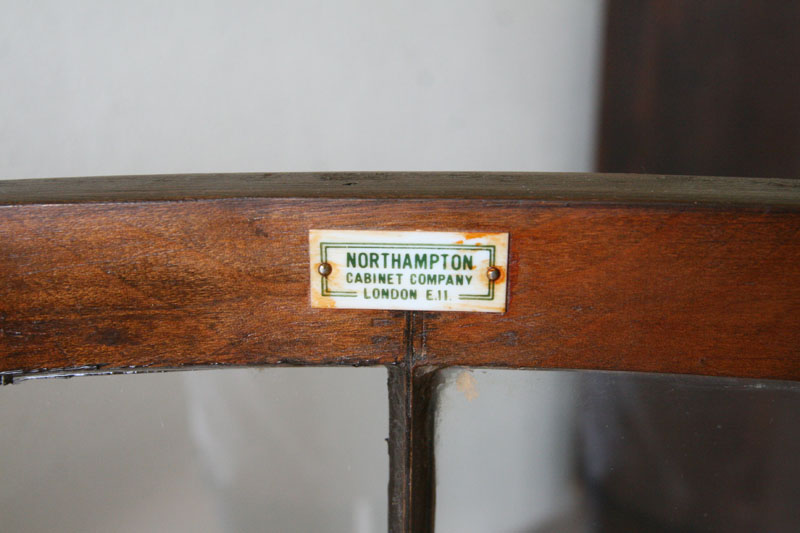 NORTHAMPTON
CABINET COMPANY
LONDON E.11.